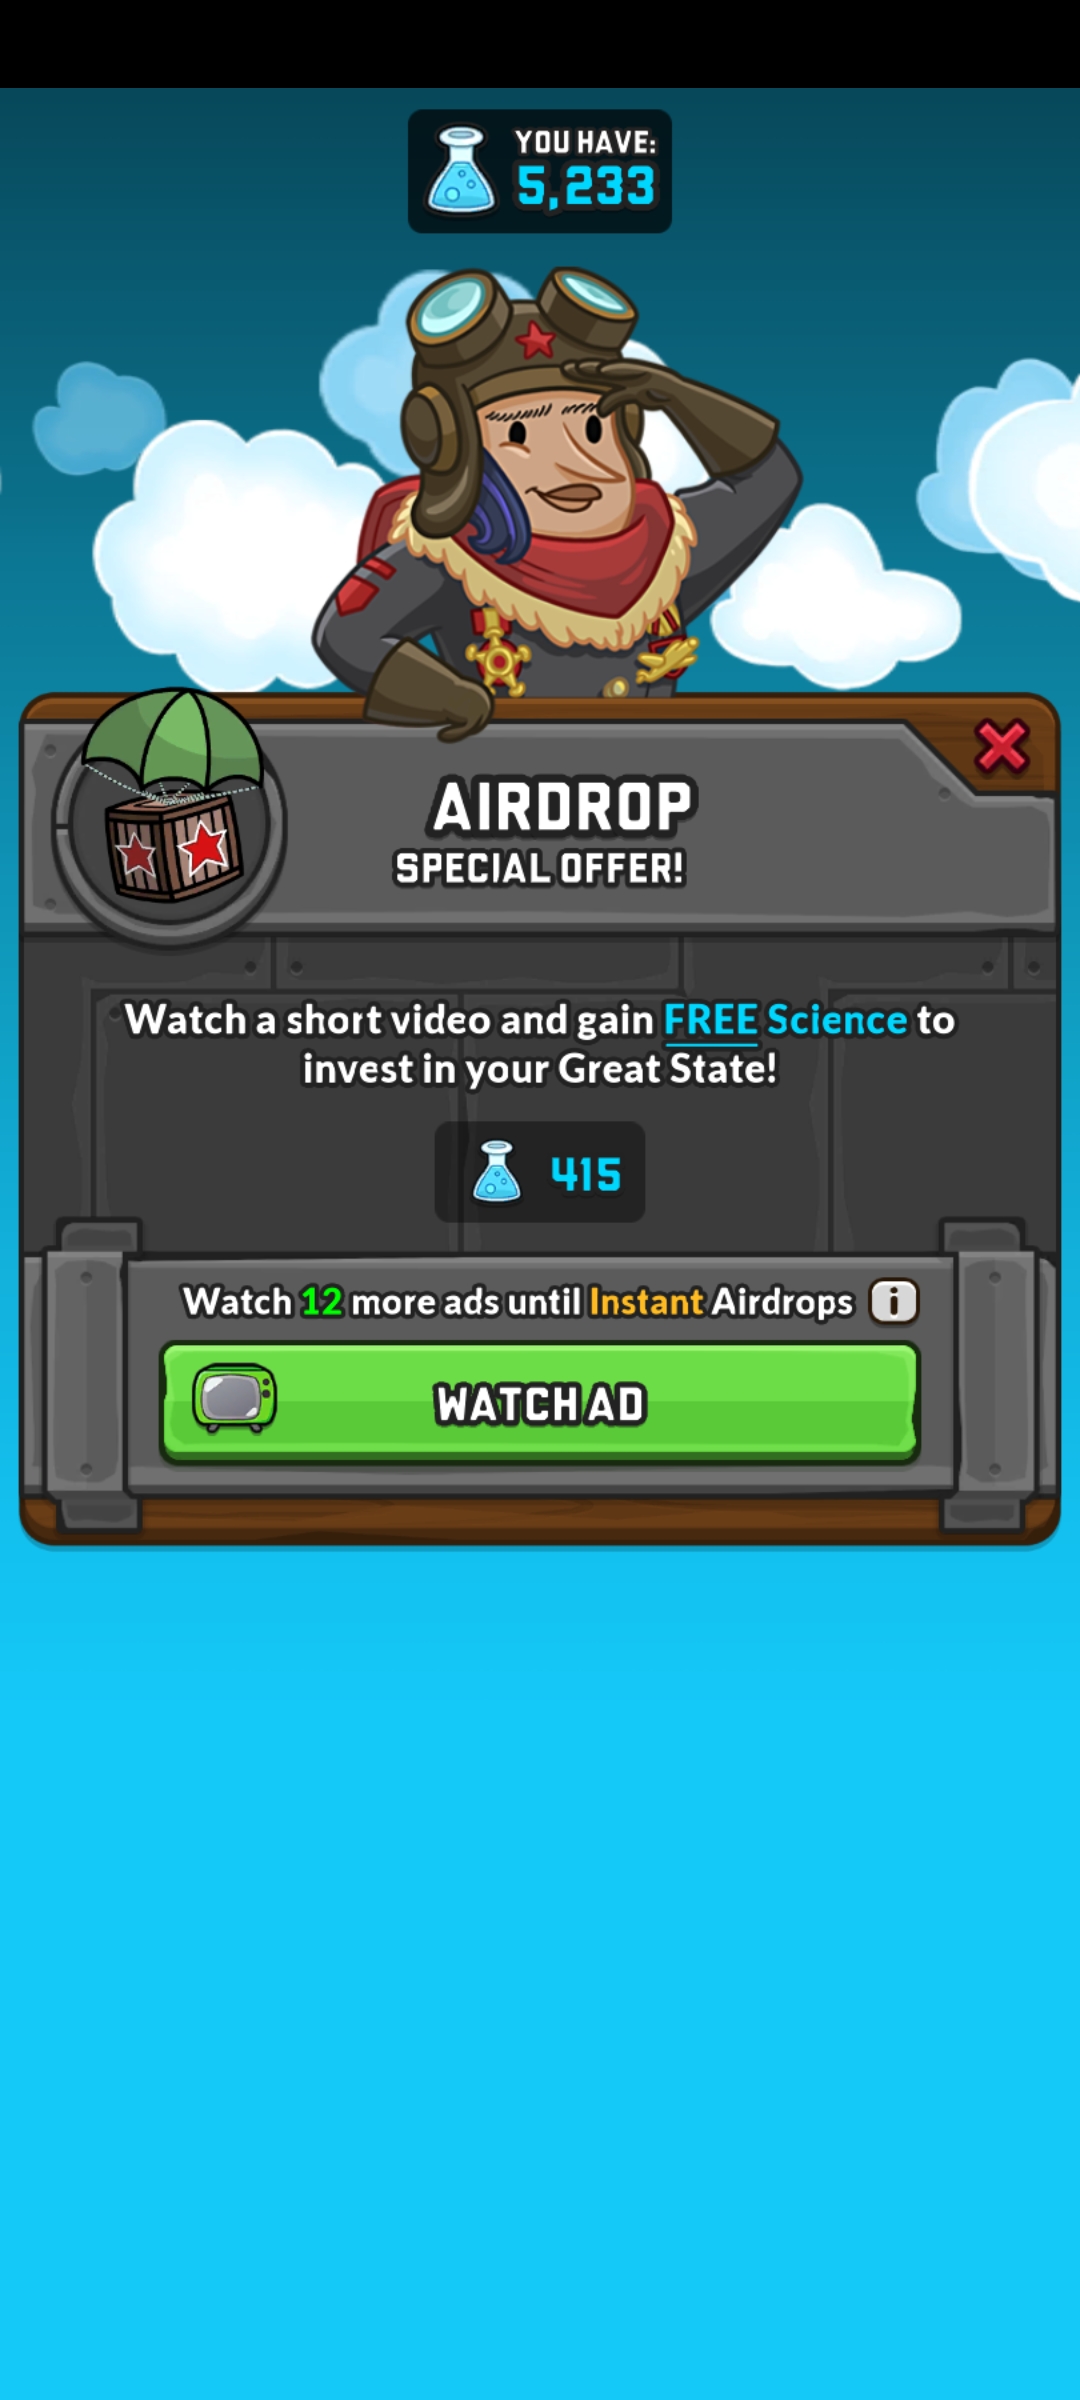 YOU HAVE:
5,233
AIRDROP
SPECIAL OFFER!
Watch a short video and gain FREE Science to
invest in your Great State!
415
Watch 12 more ads until Instant Airdrops i
WATCH AD